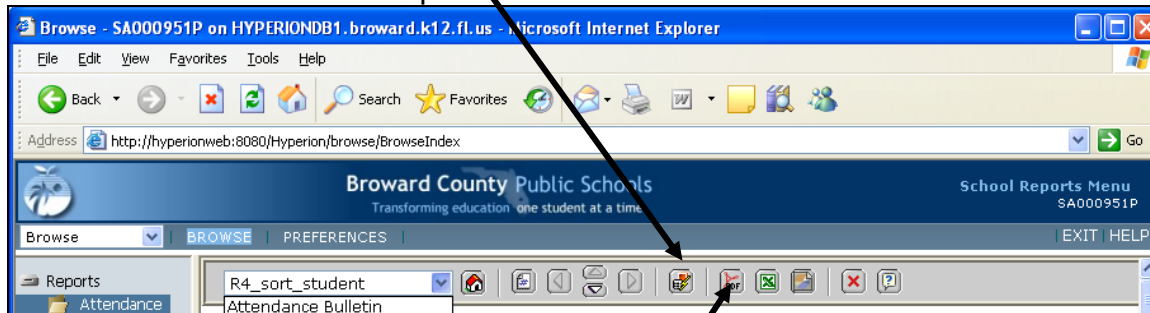 Browse - SA000951P on HYPERIONDB1.broward.k12.fl.us - Microsoft Internet Explorer
File Edit View Favorites Tools Help
Back Search Favorites W
Address http://hyperionweb:8080/Hyperion/browse/BrowseIndex Go
Broward County Public Schools School Reports Menu
Transforming education one student at a time SA000951P
Browse | BROWSE | PREFERENCES | | EXIT | HELP
Reports R4_sort_student PDF X ?
Attendance Attendance Bulletin